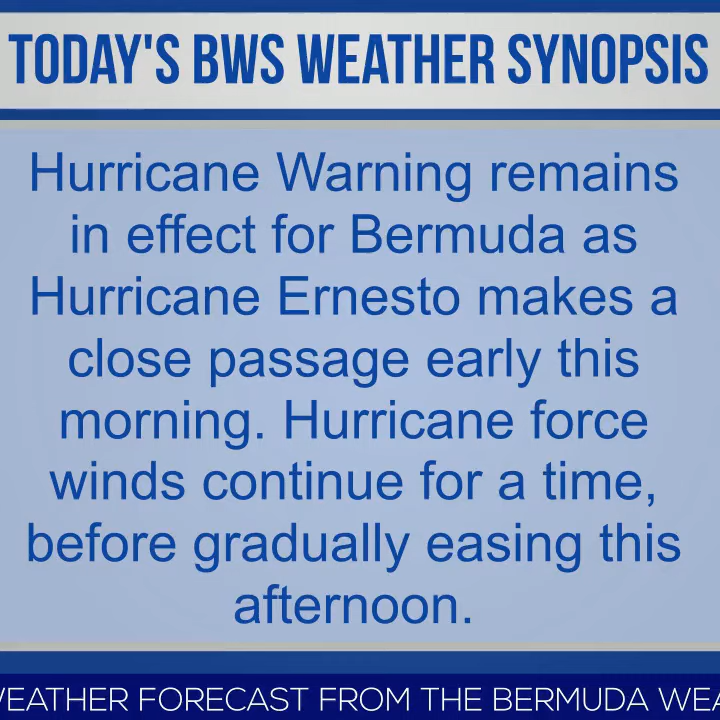 TODAY'S BWS WEATHER SYNOPSIS
Hurricane Warning remains
in effect for Bermuda as
Hurricane Ernesto makes a
close passage early this
morning. Hurricane force
winds continue for a time,
before gradually easing this
afternoon.
WEATHER FORECAST FROM THE BERMUDA WEA